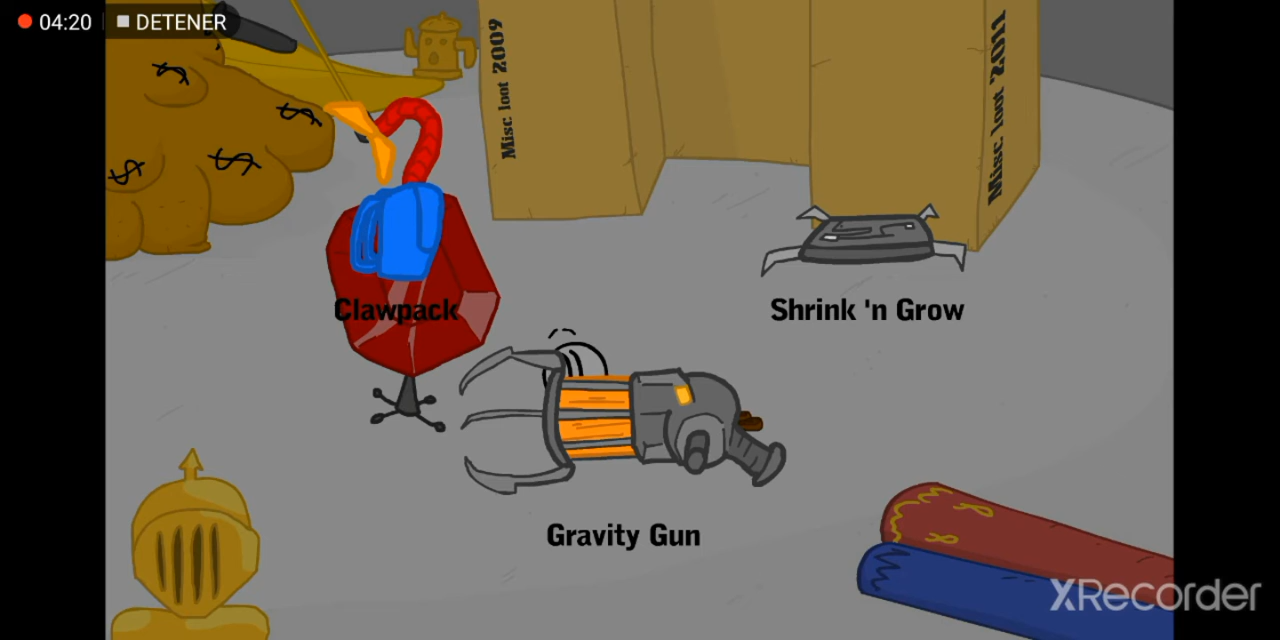 04:20
DETENER
Misc loot 2009
Misc loot 2011
$
$
$
$
Clawpack
Shrink 'n Grow
Gravity Gun
XRecorder